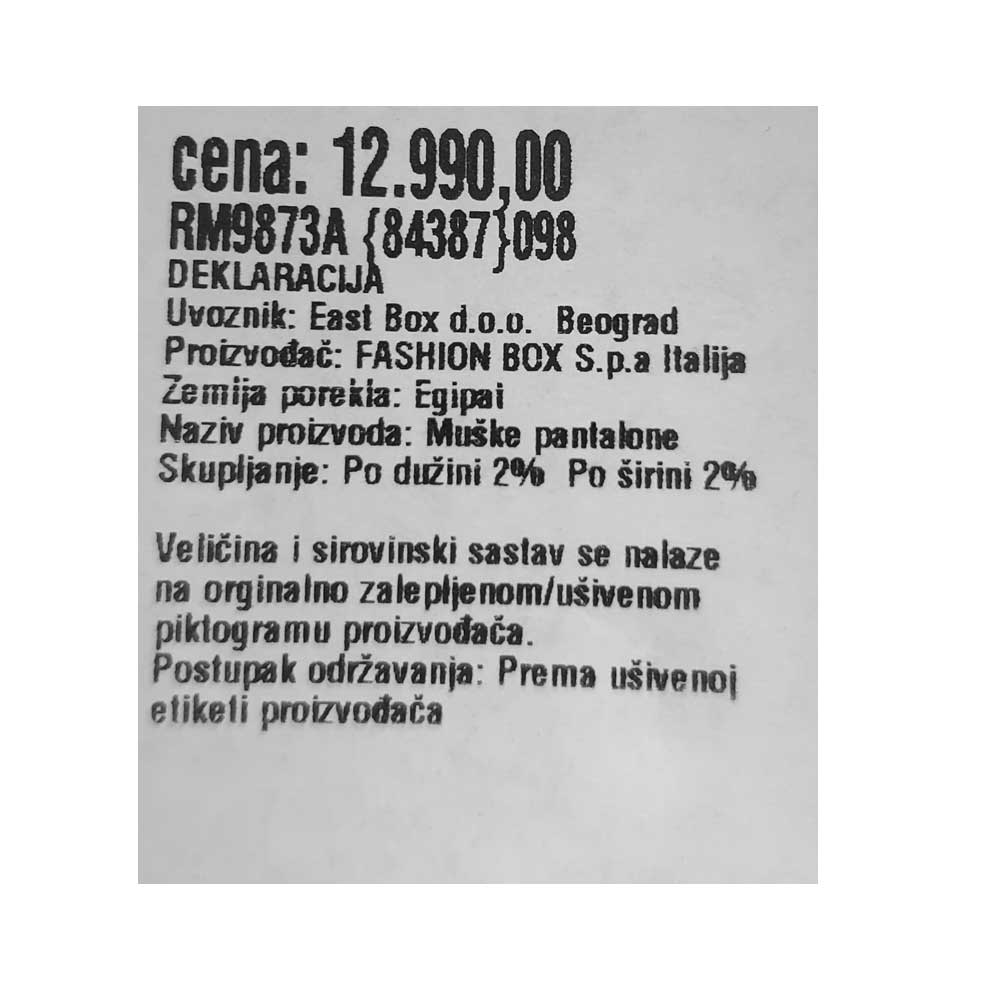 cena: 12.990,00
RM9873A {84387}098
DEKLARACIJA
Uvoznik: East Box d.o.o. Beograd
Proizvođač: FASHION BOX S.p.a Italija
Zemlja porekla: Egipat
Naziv proizvoda: Muške pantalone
Skupljanje: Po dužini 2% Po širini 2%
Veličina i sirovinski sastav se nalaze
na orginalno zalepljenom/ušivenom
piktogramu proizvođača.
Postupak održavanja: Prema ušivenoj
etiketi proizvođača